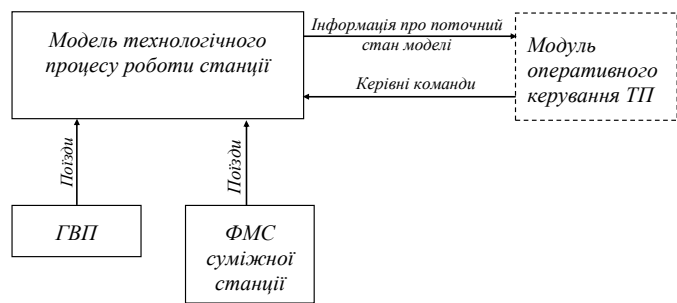 Модель технологічного
процесу роботи станції
Інформація про поточний
стан моделі
Керівні команди
Модуль
оперативного
керування ТП
Поїзди
Поїзди
ГВП
ФМС
суміжної
станції